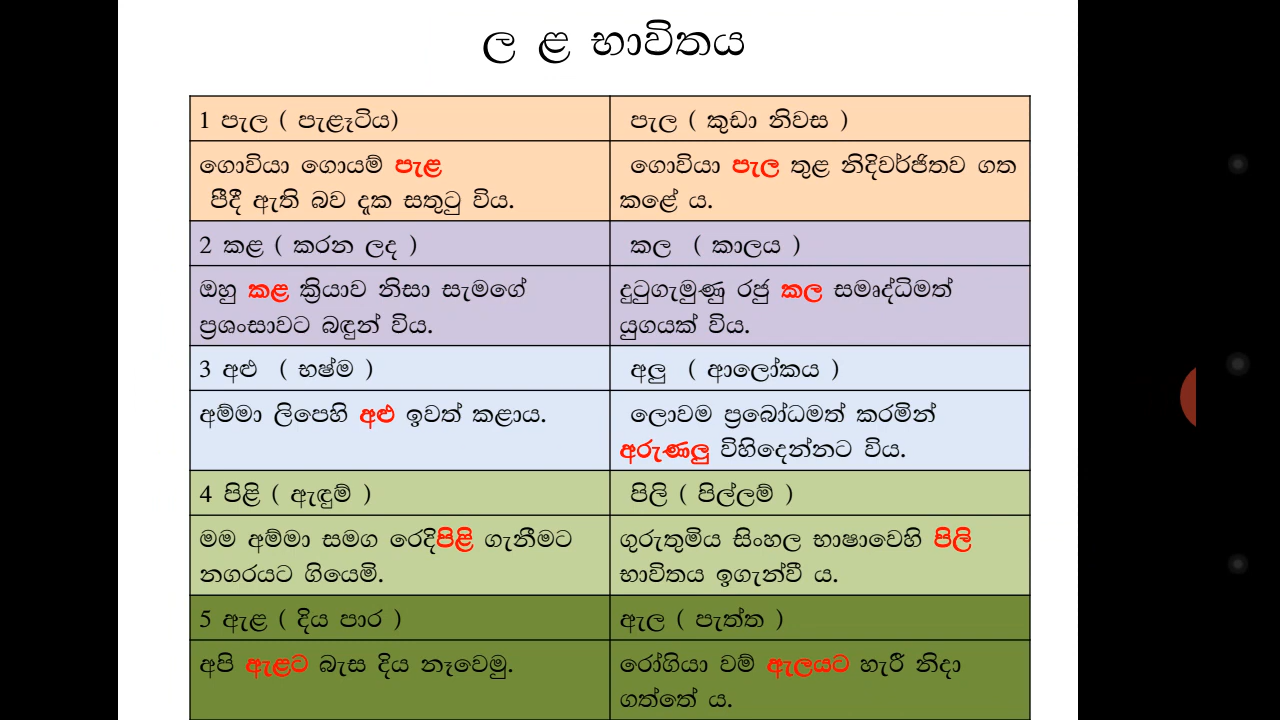 ල ළ භාවිතය
1 පැල ( පැළෑටිය)
පැල ( කුඩා නිවස )
ගොවියා ගොයම් පැළ
පීදී ඇති බව දැක සතුටු විය.
ගොවියා පැල තුළ නිදිවර්ජිතව ගත
කළේ ය.
2 කළ ( කරන ලද )
කල ( කාලය )
ඔහු කළ ක්‍රියාව නිසා සැමගේ
ප්‍රශංසාවට බඳුන් විය.
දුටුගැමුණු රජු කල සමෘද්ධිමත්
යුගයක් විය.
3 අළු ( භෂ්ම )
අලු ( ආලෝකය )
අම්මා ලිපෙහි අළු ඉවත් කළාය.
ලොවම ප්‍රබෝධමත් කරමින්
අරුණලු විහිදෙන්නට විය.
4 පිළි ( ඇඳුම් )
පිලි ( පිල්ලම් )
මම අම්මා සමග රෙදිපිළි ගැනීමට
නගරයට ගියෙමි.
ගුරුතුමිය සිංහල භාෂාවෙහි පිලි
භාවිතය ඉගැන්වී ය.
5 ඇළ ( දිය පාර )
ඇල ( පැත්ත )
අපි ඇළට බැස දිය නෑවෙමු.
රෝගියා වම් ඇලයට හැරී නිදා
ගත්තේ ය.